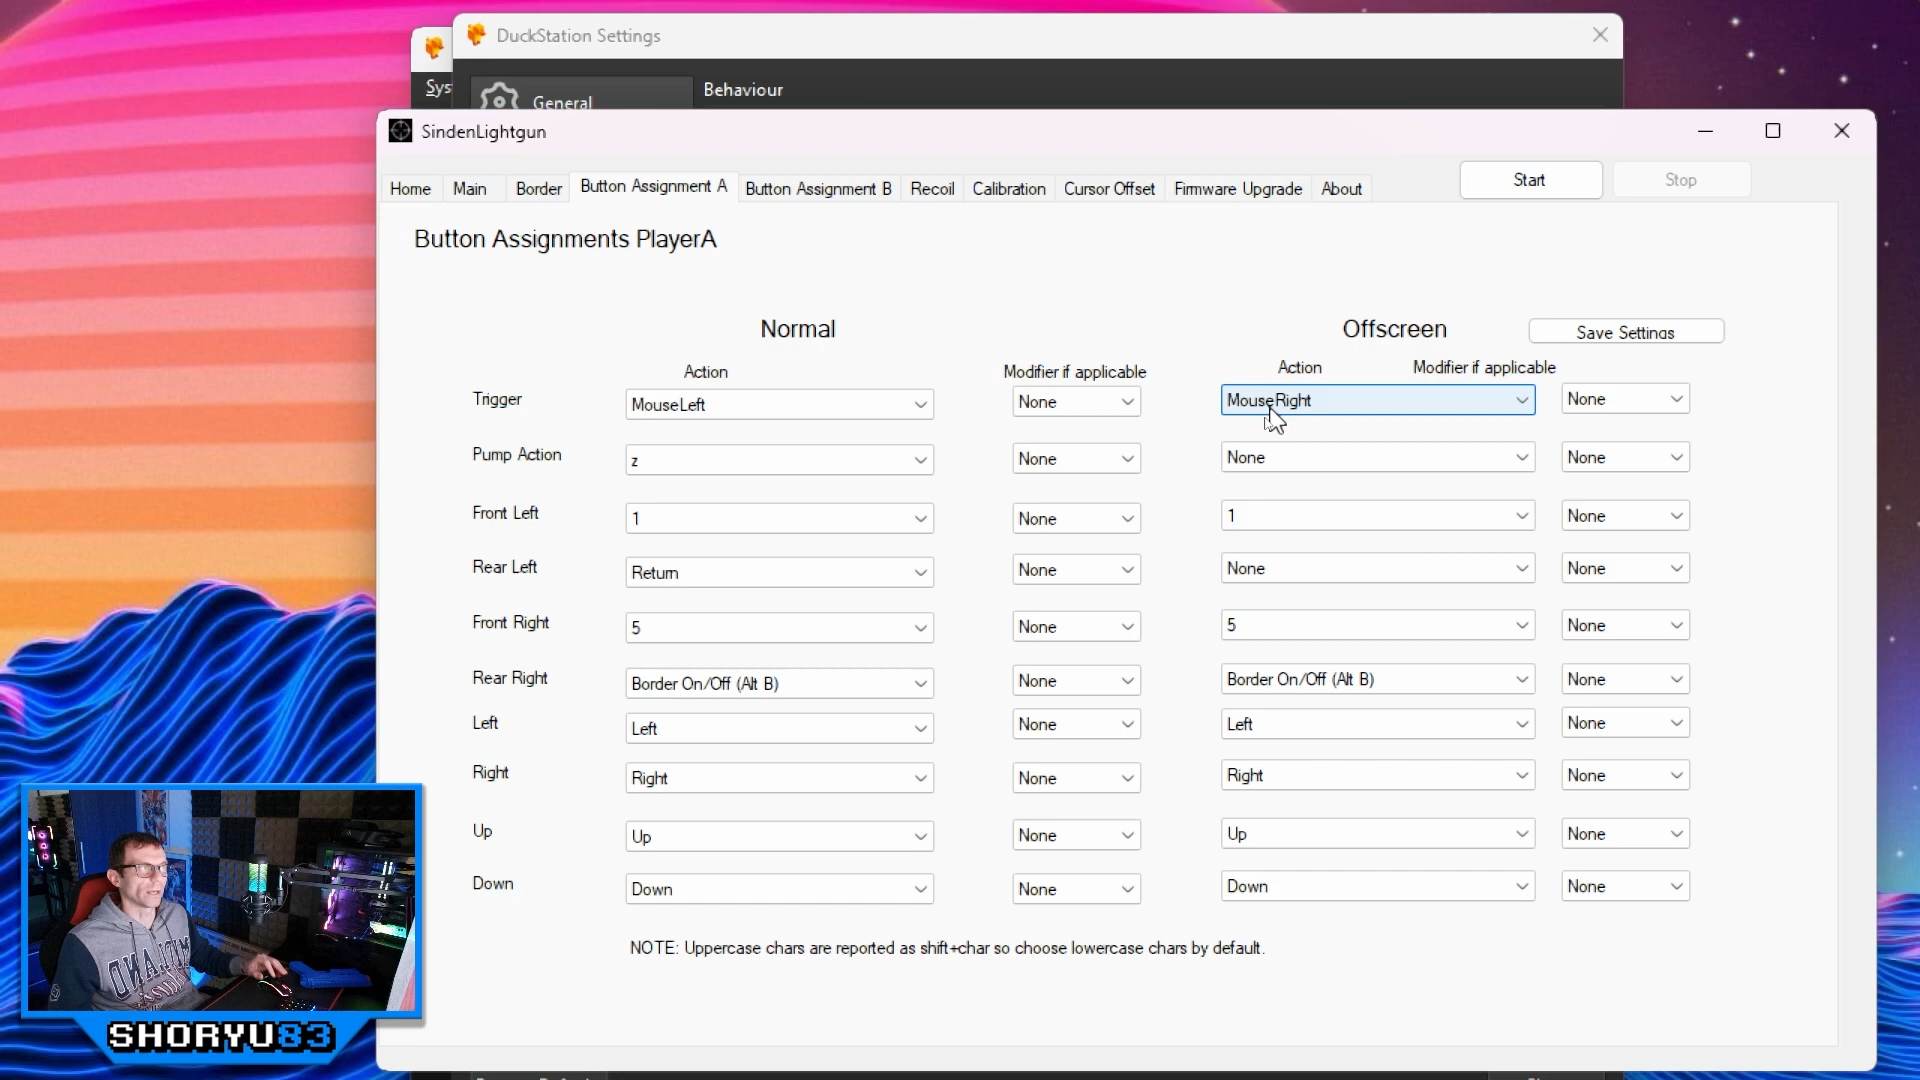 DuckStation Settings
Sys
General
Behaviour
SindenLightgun
Home Main Border Button Assignment A Button Assignment B Recoil Calibration Cursor Offset Firmware Upgrade About Start Stop
Button Assignments PlayerA
Normal Offscreen Save Settings
Action Modifier if applicable Action Modifier if applicable
Trigger MouseLeft None MouseRight None
Pump Action z None None None
Front Left 1 None 1 None
Rear Left Return None None None
Front Right 5 None 5 None
Rear Right Border On/Off (Alt B) None Border On/Off (Alt B) None
Left Left None Left None
Right Right None Right None
Up Up None Up None
Down Down None Down None
NOTE: Uppercase chars are reported as shift+char so choose lowercase chars by default.
SHORYU83